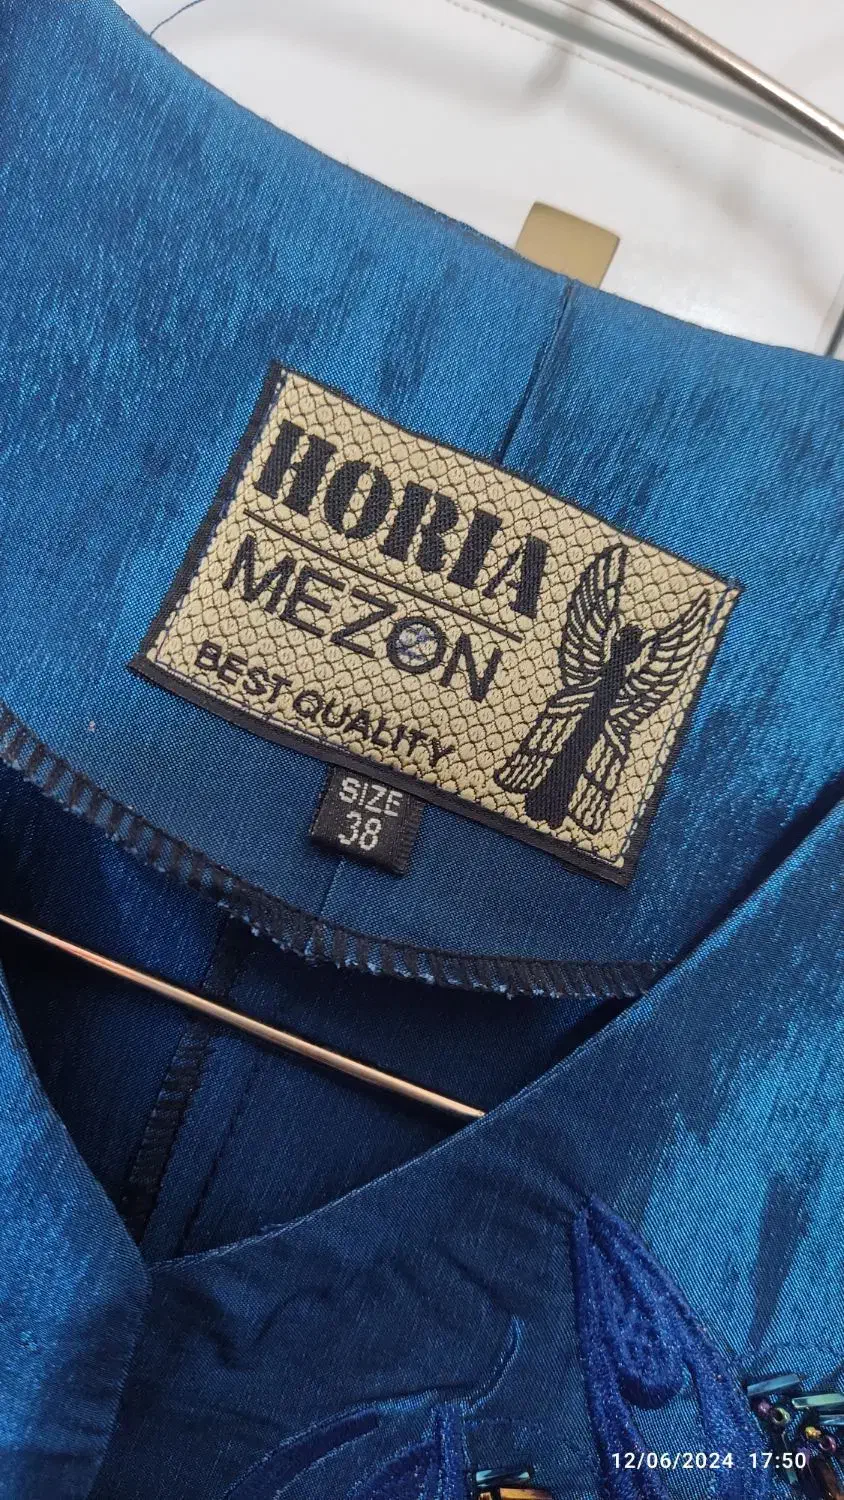 HORIA
MEZON
BEST QUALITY
SIZE
38
12/06/2024 17:50